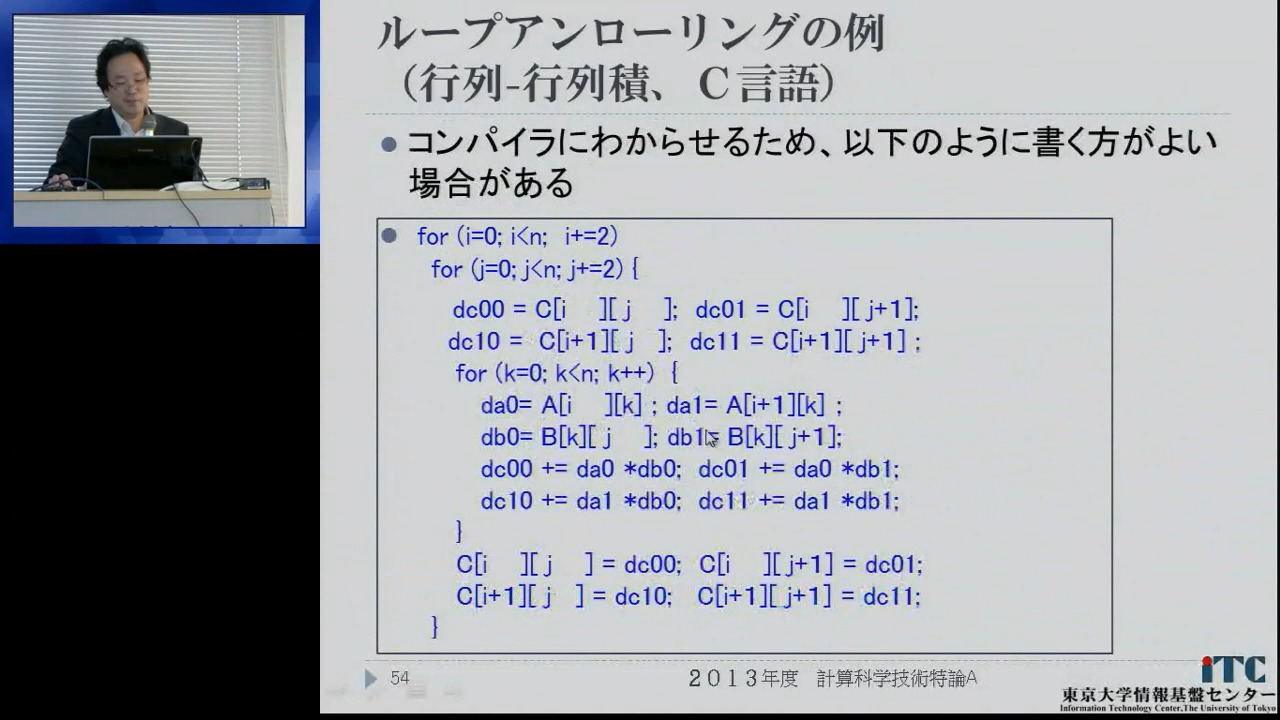 ループアンローリングの例
（行列-行列積、Ｃ言語）
コンパイラにわからせるため、以下のように書く方がよい
場合がある
for (i=0; i<n; i+=2)
for (j=0; j<n; j+=2) {
dc00 = C[i ][ j ]; dc01 = C[i ][ j+1];
dc10 = C[i+1][ j ]; dc11 = C[i+1][ j+1] ;
for (k=0; k<n; k++) {
da0= A[i ][k] ; da1= A[i+1][k] ;
db0= B[k][ j ]; db1= B[k][ j+1];
dc00 += da0 *db0; dc01 += da0 *db1;
dc10 += da1 *db0; dc11 += da1 *db1;
}
C[i ][ j ] = dc00; C[i ][ j+1] = dc01;
C[i+1][ j ] = dc10; C[i+1][ j+1] = dc11;
}
54
２０１３年度 計算科学技術特論A
iTC
東京大学情報基盤センター
Information Technology Center,The University of Tokyo